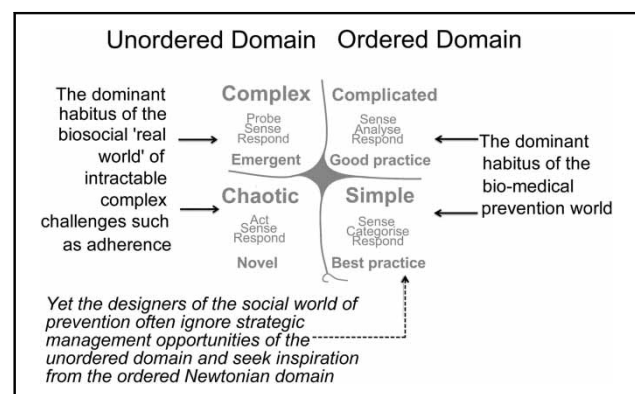 Unordered Domain
Ordered Domain
The dominant
habitus of the
biosocial 'real
world' of
intractable
complex
challenges such
as adherence
Complex
Probe
Sense
Respond
Emergent
Complicated
Sense
Analyse
Respond
Good practice
Chaotic
Act
Sense
Respond
Novel
Simple
Sense
Categorise
Respond
Best practice
The dominant
habitus of the
bio-medical
prevention world
Yet the designers of the social world of
prevention often ignore strategic
management opportunities of the
unordered domain and seek inspiration
from the ordered Newtonian domain